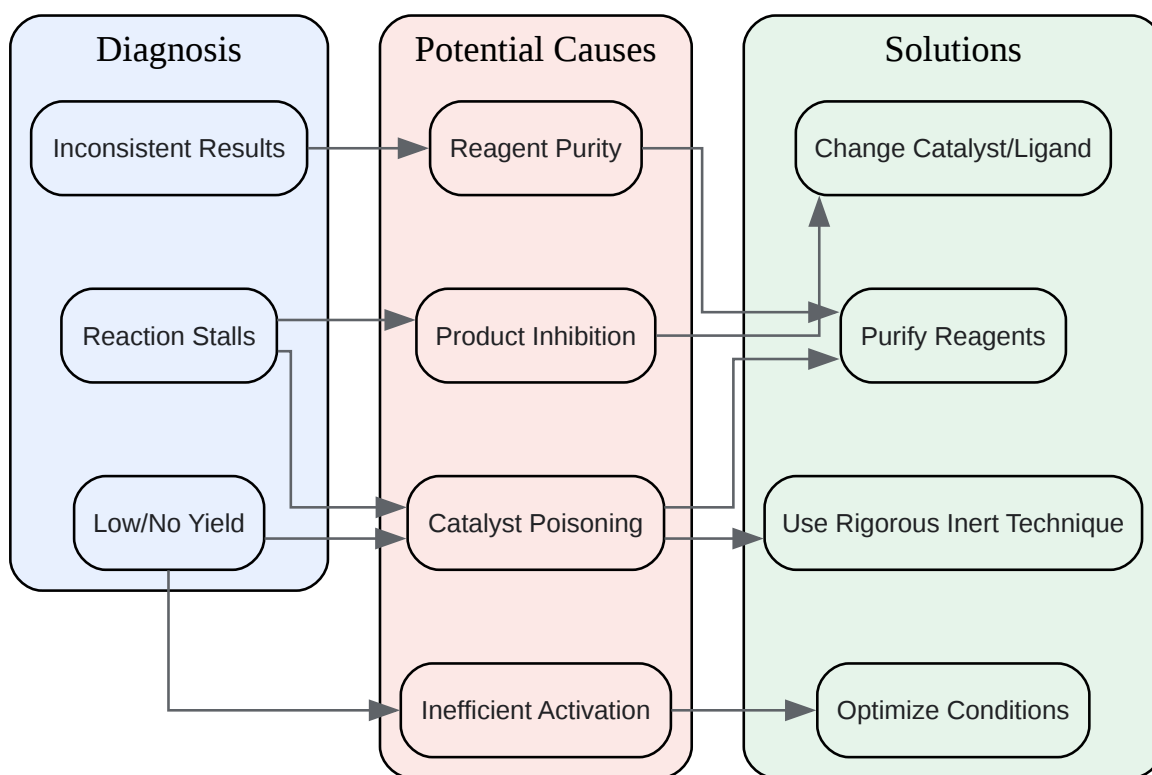 Diagnosis
Inconsistent Results
Reaction Stalls
Low/No Yield
Potential Causes
Reagent Purity
Product Inhibition
Catalyst Poisoning
Inefficient Activation
Solutions
Change Catalyst/Ligand
Purify Reagents
Use Rigorous Inert Technique
Optimize Conditions